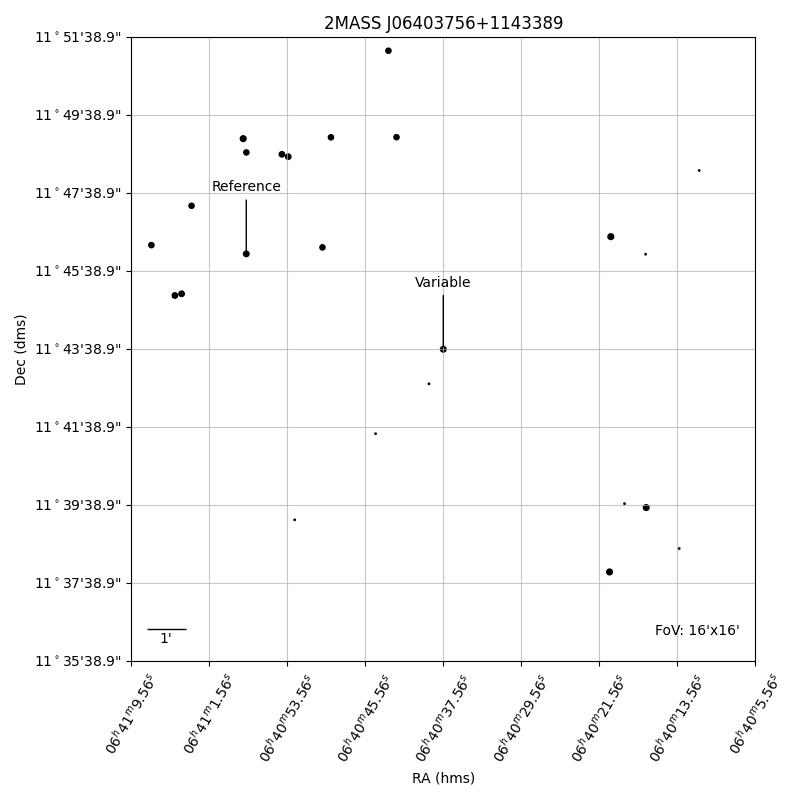 2MASS J06403756+1143389
11°51'38.9"
11°49'38.9"
11°47'38.9"
11°45'38.9"
11°43'38.9"
11°41'38.9"
11°39'38.9"
11°37'38.9"
11°35'38.9"
Dec (dms)
Reference
Variable
1'
FoV: 16'x16'
06ʰ41ᵐ9.56ˢ
06ʰ41ᵐ1.56ˢ
06ʰ40ᵐ53.56ˢ
06ʰ40ᵐ45.56ˢ
06ʰ40ᵐ37.56ˢ
06ʰ40ᵐ29.56ˢ
06ʰ40ᵐ21.56ˢ
06ʰ40ᵐ13.56ˢ
06ʰ40ᵐ5.56ˢ
RA (hms)